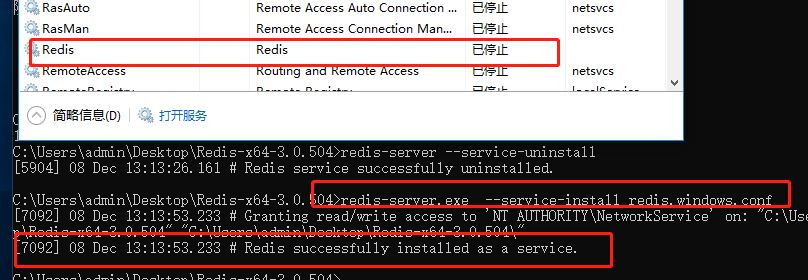 RasAuto Remote Access Auto Connection ... 已停止 netsvcs
RasMan Remote Access Connection Man... 已停止 netsvcs
Redis Redis 已停止
RemoteAccess Routing and Remote Access 已停止 netsvcs
简略信息(D) 打开服务
C:\Users\admin\Desktop\Redis-x64-3.0.504>redis-server --service-uninstall
[5904] 08 Dec 13:13:26.161 # Redis service successfully uninstalled.
C:\Users\admin\Desktop\Redis-x64-3.0.504>redis-server.exe --service-install redis.windows.conf
[7092] 08 Dec 13:13:53.233 # Granting read/write access to 'NT AUTHORITY\NetworkService' on: "C:\U
p\Redis-x64-3.0.504" "C:\Users\admin\Desktop\Redis-x64-3.0.504\"
[7092] 08 Dec 13:13:53.233 # Redis successfully installed as a service.
C:\Users\admin\Desktop\Redis-x64-3.0.504>